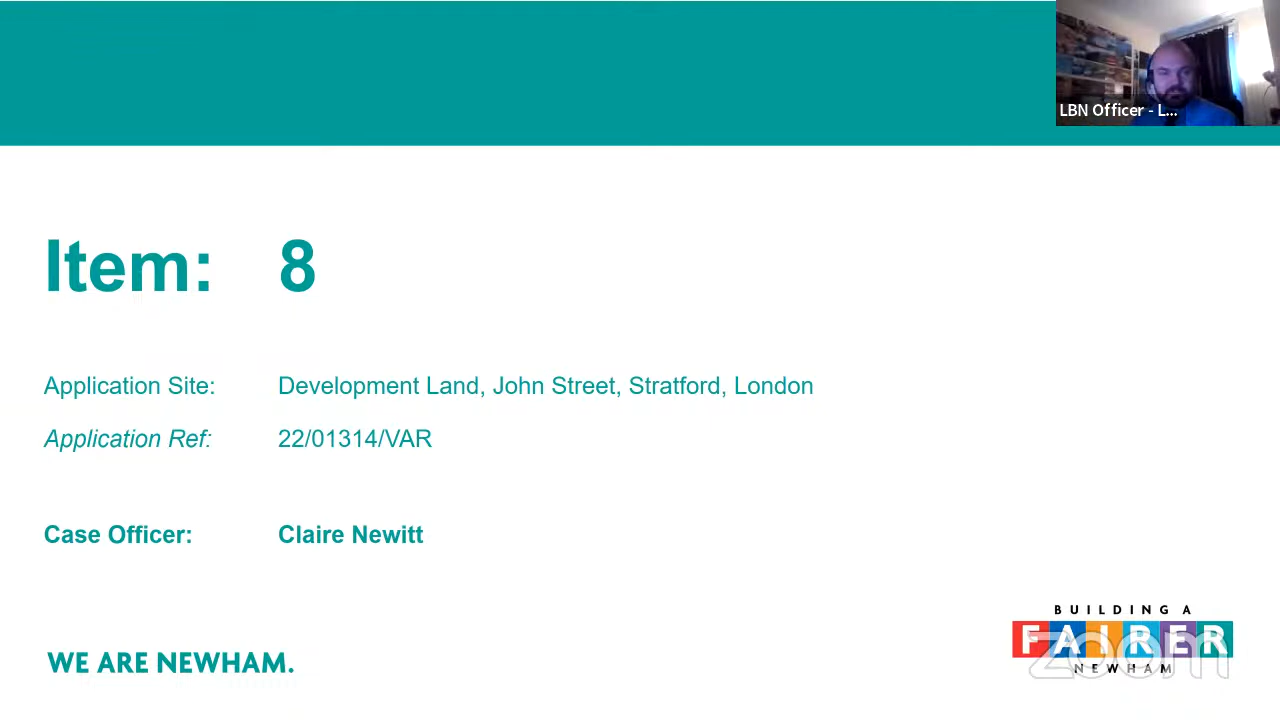 LBN Officer - L...
Item: 8
Application Site: Development Land, John Street, Stratford, London
Application Ref: 22/01314/VAR
Case Officer: Claire Newitt
BUILDING A
FAIRER
NEWHAM
zoom
WE ARE NEWHAM.